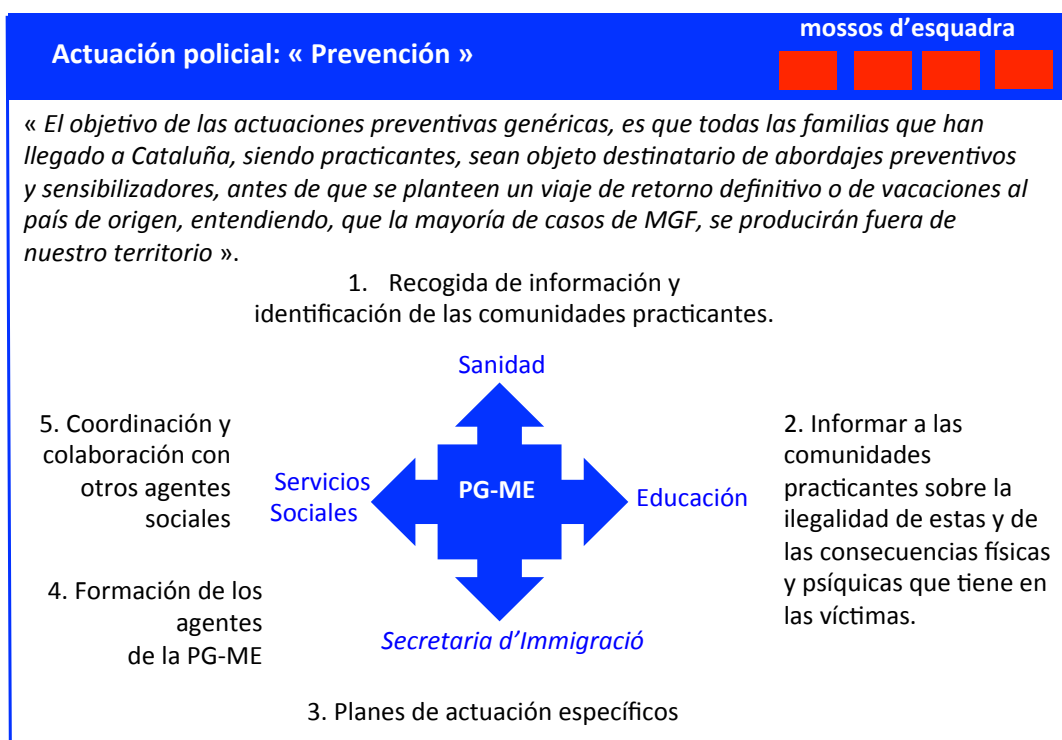 mossos d’esquadra
Actuación policial: « Prevención »
« El objetivo de las actuaciones preventivas genéricas, es que todas las familias que han
llegado a Cataluña, siendo practicantes, sean objeto destinatario de abordajes preventivos
y sensibilizadores, antes de que se planteen un viaje de retorno definitivo o de vacaciones al
país de origen, entendiendo, que la mayoría de casos de MGF, se producirán fuera de
nuestro territorio ».
1. Recogida de información y
identificación de las comunidades practicantes.
Sanidad
5. Coordinación y
colaboración con
otros agentes
sociales
Servicios
Sociales
PG-ME
Educación
2. Informar a las
comunidades
practicantes sobre la
ilegalidad de estas y de
las consecuencias físicas
y psíquicas que tiene en
las víctimas.
4. Formación de los
agentes
de la PG-ME
Secretaria d’Immigració
3. Planes de actuación específicos